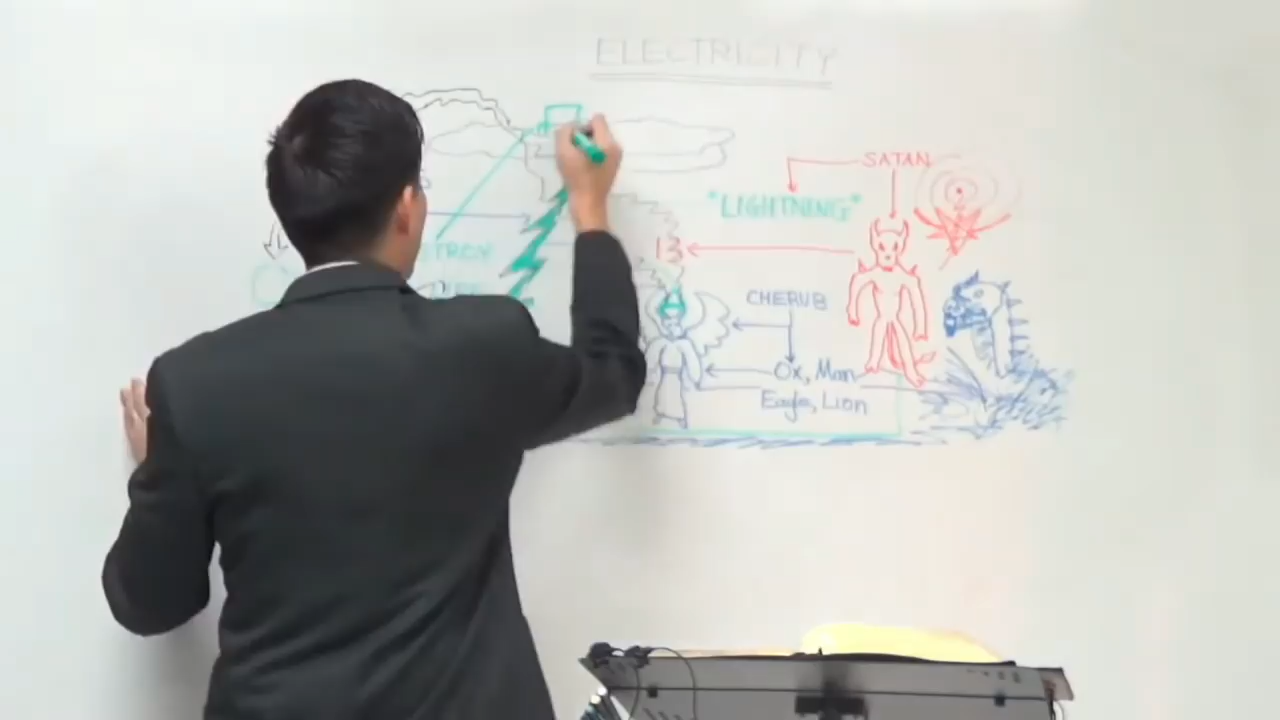 ELECTRICITY
SATAN
"LIGHTNING"
13
CHERUB
Ox, Man
Eagle, Lion